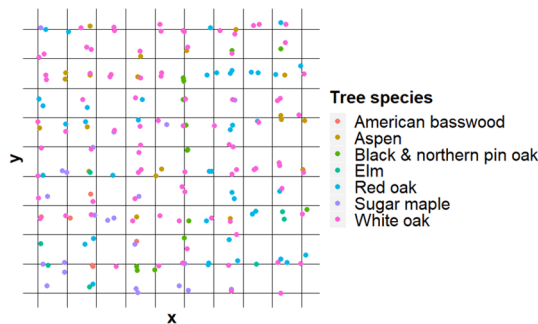 Tree species
American basswood
Aspen
Black & northern pin oak
Elm
Red oak
Sugar maple
White oak
y
x